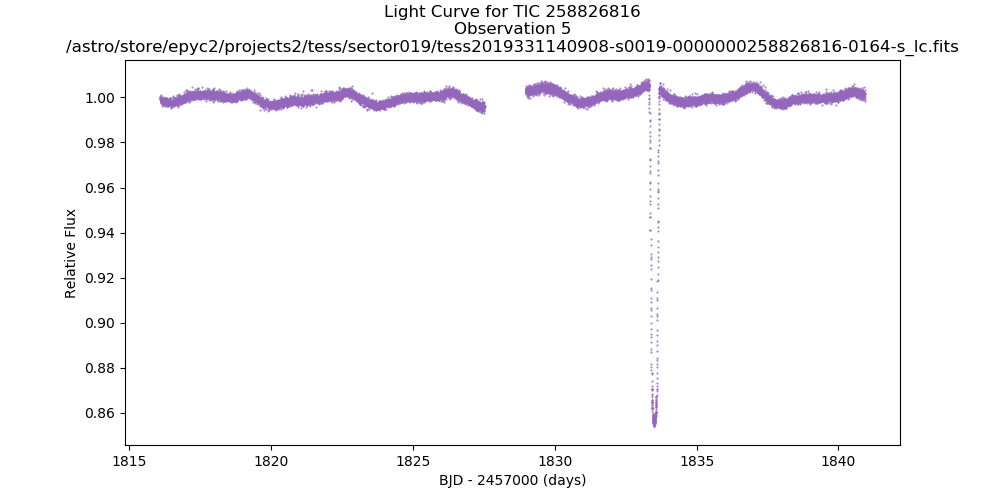 Light Curve for TIC 258826816
Observation 5
/astro/store/epyc2/projects2/tess/sector019/tess2019331140908-s0019-0000000258826816-0164-s_lc.fits
1.00
0.98
0.96
0.94
0.92
0.90
0.88
0.86
Relative Flux
1815
1820
1825
1830
1835
1840
BJD - 2457000 (days)